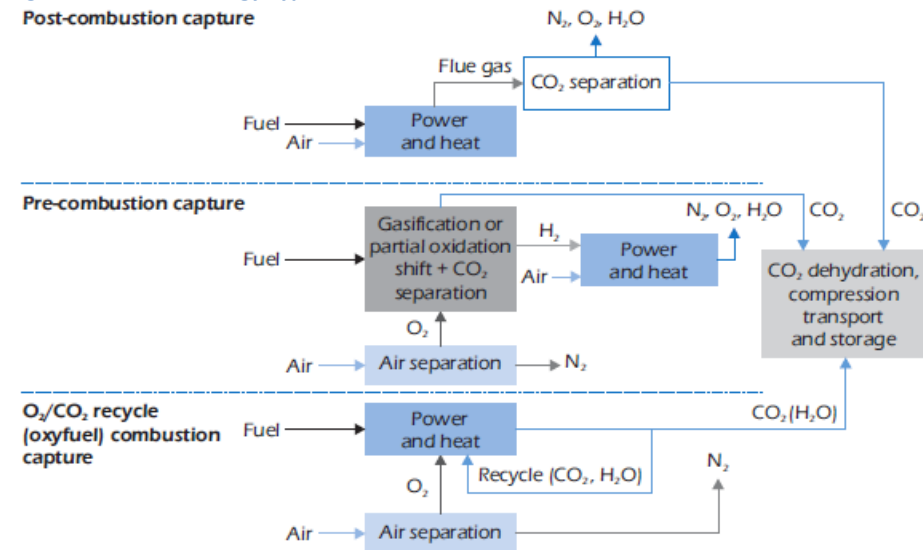 Post-combustion capture
N₂, O₂, H₂O
Flue gas
CO₂ separation
Fuel
Air
Power
and heat
Pre-combustion capture
Gasification or
partial oxidation
shift + CO₂
separation
Fuel
H₂
Air
Power
and heat
N₂, O₂, H₂O
CO₂
CO₂
CO₂ dehydration,
compression
transport
and storage
O₂
Air
Air separation
N₂
O₂/CO₂ recycle
(oxyfuel) combustion
capture
Fuel
Power
and heat
CO₂ (H₂O)
Recycle (CO₂, H₂O)
N₂
O₂
Air
Air separation